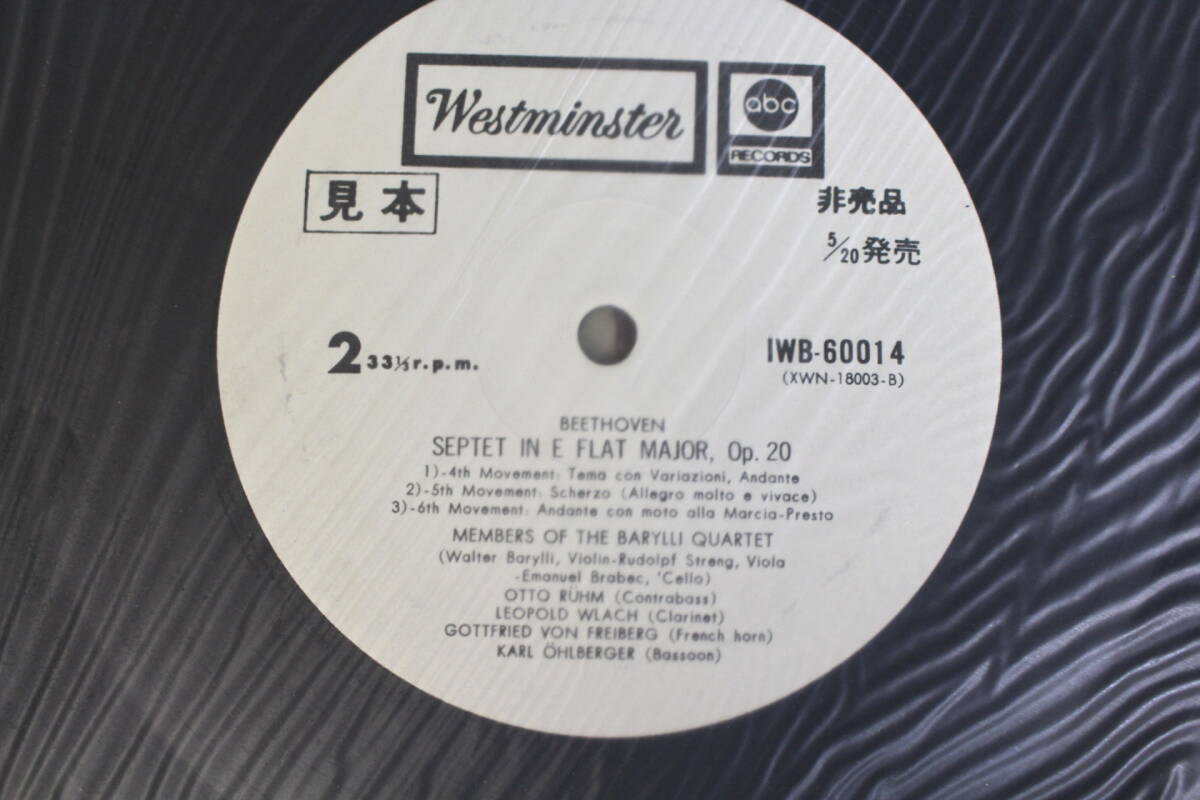 Westminster
abc
RECORDS
見本
非売品
5/20発売
2 33⅓ r.p.m.
IWB-60014
(XWN-18003-B)
BEETHOVEN
SEPTET IN E FLAT MAJOR, Op. 20
1)-4th Movement: Tema con Variazioni, Andante
2)-5th Movement: Scherzo (Allegro molto e vivace)
3)-6th Movement: Andante con moto alla Marcia-Presto
MEMBERS OF THE BARYLLI QUARTET
(Walter Barylli, Violin-Rudolpf Streng, Viola
-Emanuel Brabec, 'Cello)
OTTO RÜHM (Contrabass)
LEOPOLD WLACH (Clarinet)
GOTTFRIED VON FREIBERG (French horn)
KARL ÖHLBERGER (Bassoon)